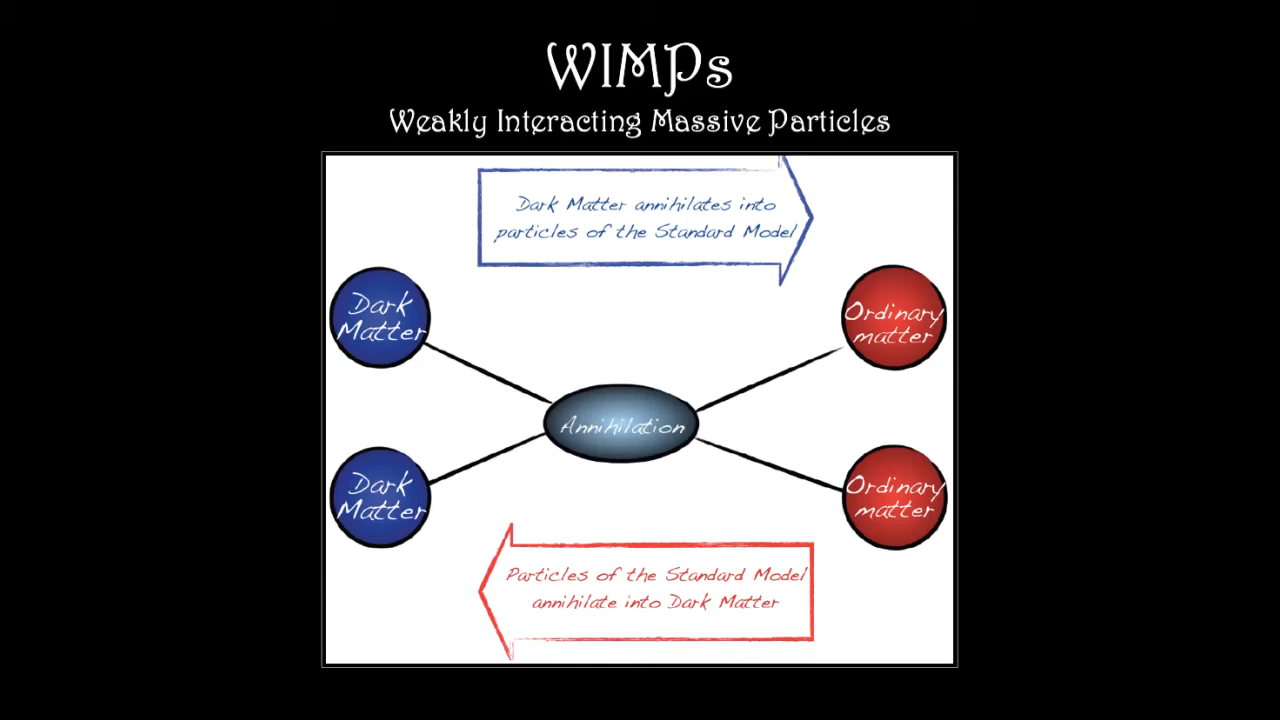 WIMPs
Weakly Interacting Massive Particles
Dark Matter annihilates into
particles of the Standard Model
Dark
Matter
Ordinary
matter
Annihilation
Dark
Matter
Ordinary
matter
Particles of the Standard Model
annihilate into Dark Matter